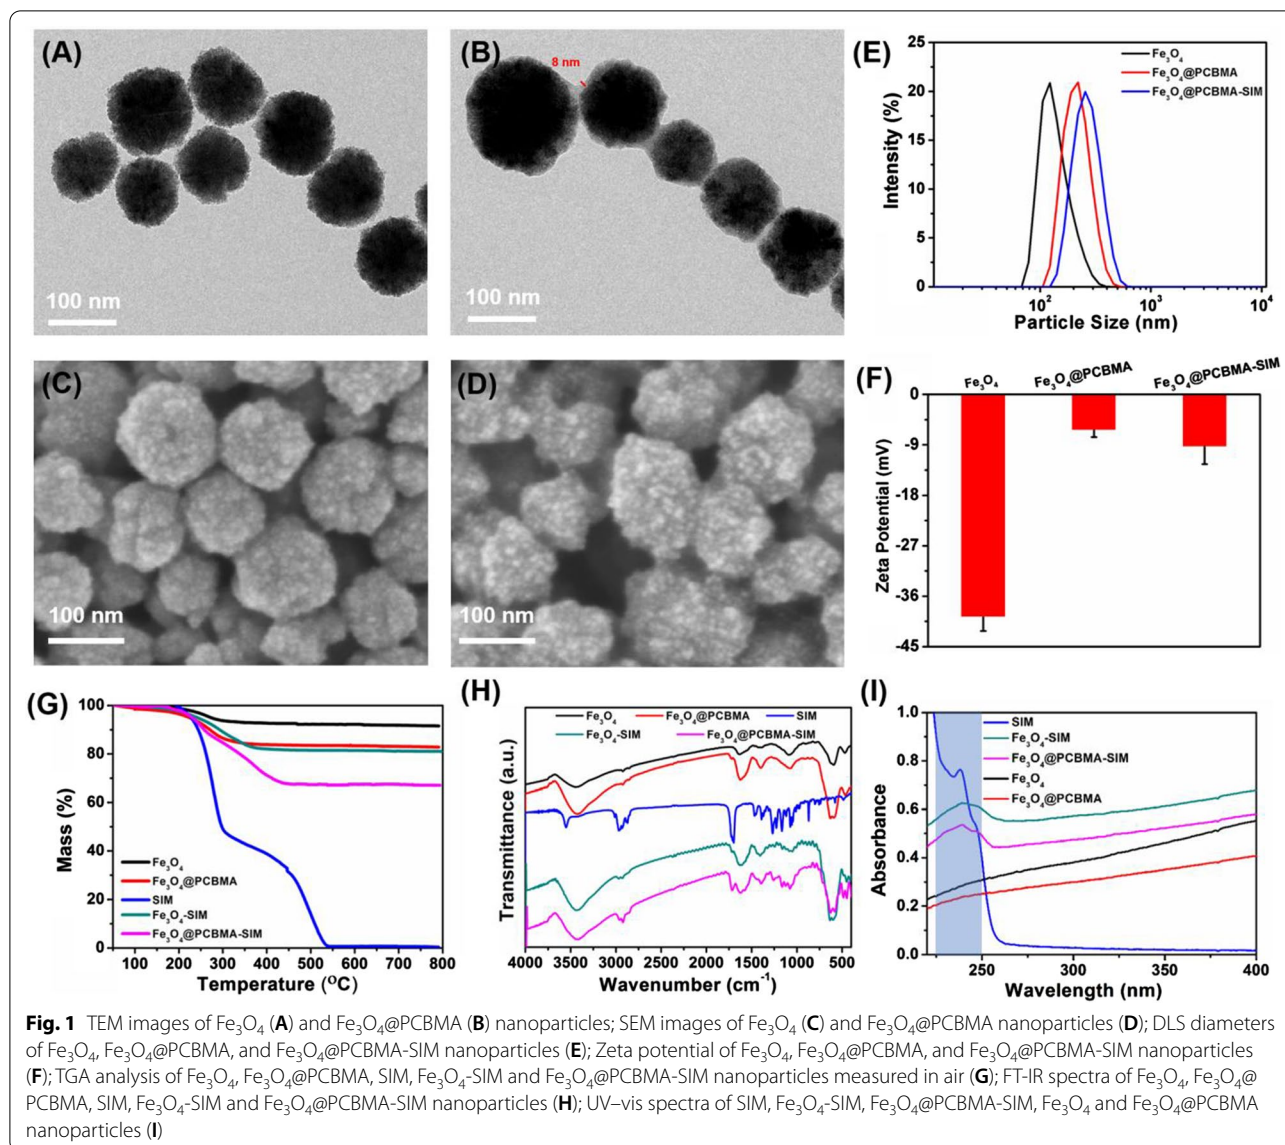 (A)
100 nm
(B)
8 nm
100 nm
(E)
25
20
15
10
5
0
Intensity (%)
Fe₃O₄
Fe₃O₄@PCBMA
Fe₃O₄@PCBMA-SIM
10² 10³ 10⁴
Particle Size (nm)
(C)
100 nm
(D)
100 nm
(F)
Fe₃O₄ Fe₃O₄@PCBMA Fe₃O₄@PCBMA-SIM
0
-9
-18
-27
-36
-45
Zeta Potential (mV)
(G)
100
80
60
40
20
0
Mass (%)
Fe₃O₄
Fe₃O₄@PCBMA
SIM
Fe₃O₄-SIM
Fe₃O₄@PCBMA-SIM
100 200 300 400 500 600 700 800
Temperature (ᴼC)
(H)
Transmittance (a.u.)
Fe₃O₄ Fe₃O₄@PCBMA SIM
Fe₃O₄-SIM Fe₃O₄@PCBMA-SIM
4000 3500 3000 2500 2000 1500 1000 500
Wavenumber (cm⁻¹)
(I)
1.0
0.8
0.6
0.4
0.2
0.0
Absorbance
SIM
Fe₃O₄-SIM
Fe₃O₄@PCBMA-SIM
Fe₃O₄
Fe₃O₄@PCBMA
250 300 350 400
Wavelength (nm)
Fig. 1 TEM images of Fe₃O₄ (A) and Fe₃O₄@PCBMA (B) nanoparticles; SEM images of Fe₃O₄ (C) and Fe₃O₄@PCBMA nanoparticles (D); DLS diameters
of Fe₃O₄, Fe₃O₄@PCBMA, and Fe₃O₄@PCBMA-SIM nanoparticles (E); Zeta potential of Fe₃O₄, Fe₃O₄@PCBMA, and Fe₃O₄@PCBMA-SIM nanoparticles
(F); TGA analysis of Fe₃O₄, Fe₃O₄@PCBMA, SIM, Fe₃O₄-SIM and Fe₃O₄@PCBMA-SIM nanoparticles measured in air (G); FT-IR spectra of Fe₃O₄, Fe₃O₄@
PCBMA, SIM, Fe₃O₄-SIM and Fe₃O₄@PCBMA-SIM nanoparticles (H); UV–vis spectra of SIM, Fe₃O₄-SIM, Fe₃O₄@PCBMA-SIM, Fe₃O₄ and Fe₃O₄@PCBMA
nanoparticles (I)